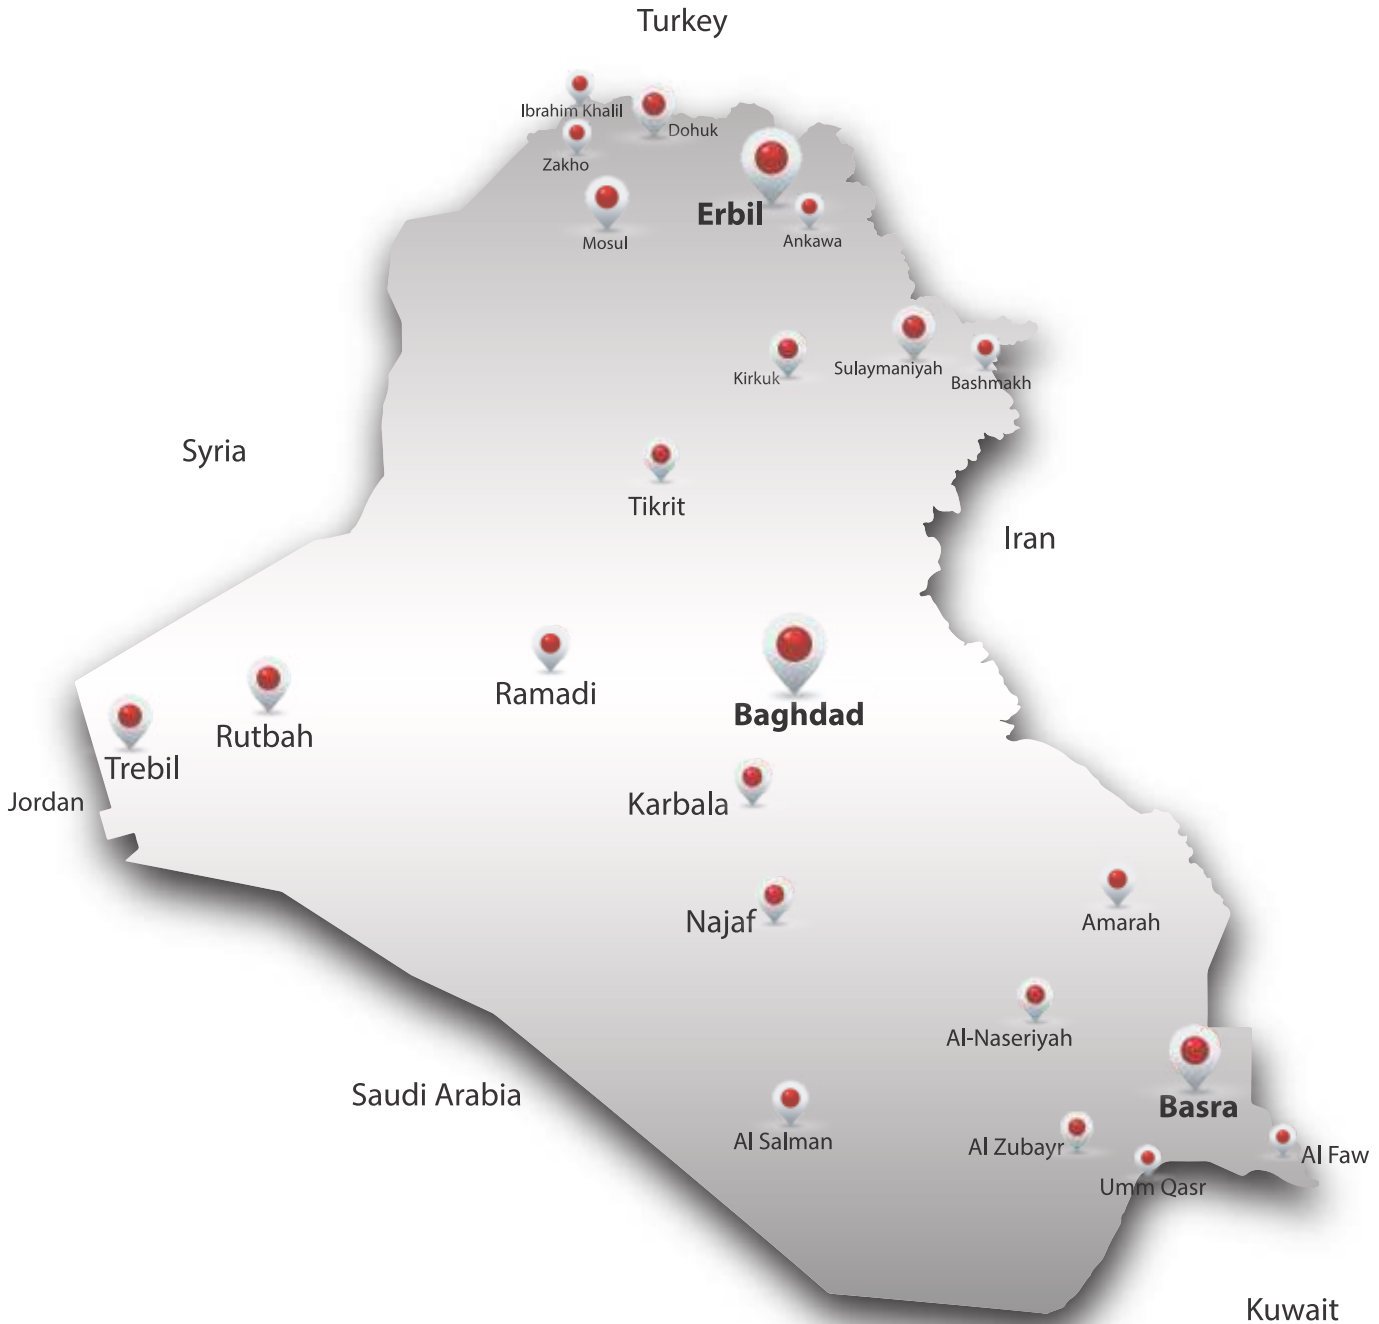 Turkey
Ibrahim Khalil
Dohuk
Zakho
Erbil
Mosul
Ankawa
Kirkuk
Sulaymaniyah
Bashmakh
Syria
Tikrit
Iran
Ramadi
Baghdad
Rutbah
Trebil
Jordan
Karbala
Najaf
Amarah
Al-Naseriyah
Saudi Arabia
Basra
Al Salman
Al Zubayr
Al Faw
Umm Qasr
Kuwait